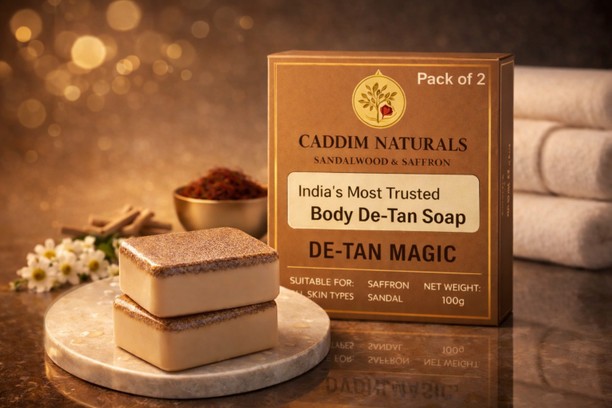 Pack of 2
CADDIM NATURALS
SANDALWOOD & SAFFRON
India's Most Trusted
Body De-Tan Soap
DE-TAN MAGIC
SUITABLE FOR: SAFFRON NET WEIGHT:
SKIN TYPES SANDAL 100g